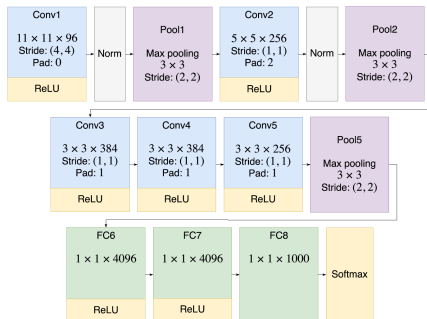 Conv1
11 × 11 × 96
Stride: (4, 4)
Pad: 0
ReLU
Norm
Pool1
Max pooling
3 × 3
Stride: (2, 2)
Conv2
5 × 5 × 256
Stride: (1, 1)
Pad: 2
ReLU
Norm
Pool2
Max pooling
3 × 3
Stride: (2, 2)
Conv3
3 × 3 × 384
Stride: (1, 1)
Pad: 1
ReLU
Conv4
3 × 3 × 384
Stride: (1, 1)
Pad: 1
ReLU
Conv5
3 × 3 × 256
Stride: (1, 1)
Pad: 1
ReLU
Pool5
Max pooling
3 × 3
Stride: (2, 2)
FC6
1 × 1 × 4096
ReLU
FC7
1 × 1 × 4096
ReLU
FC8
1 × 1 × 1000
Softmax